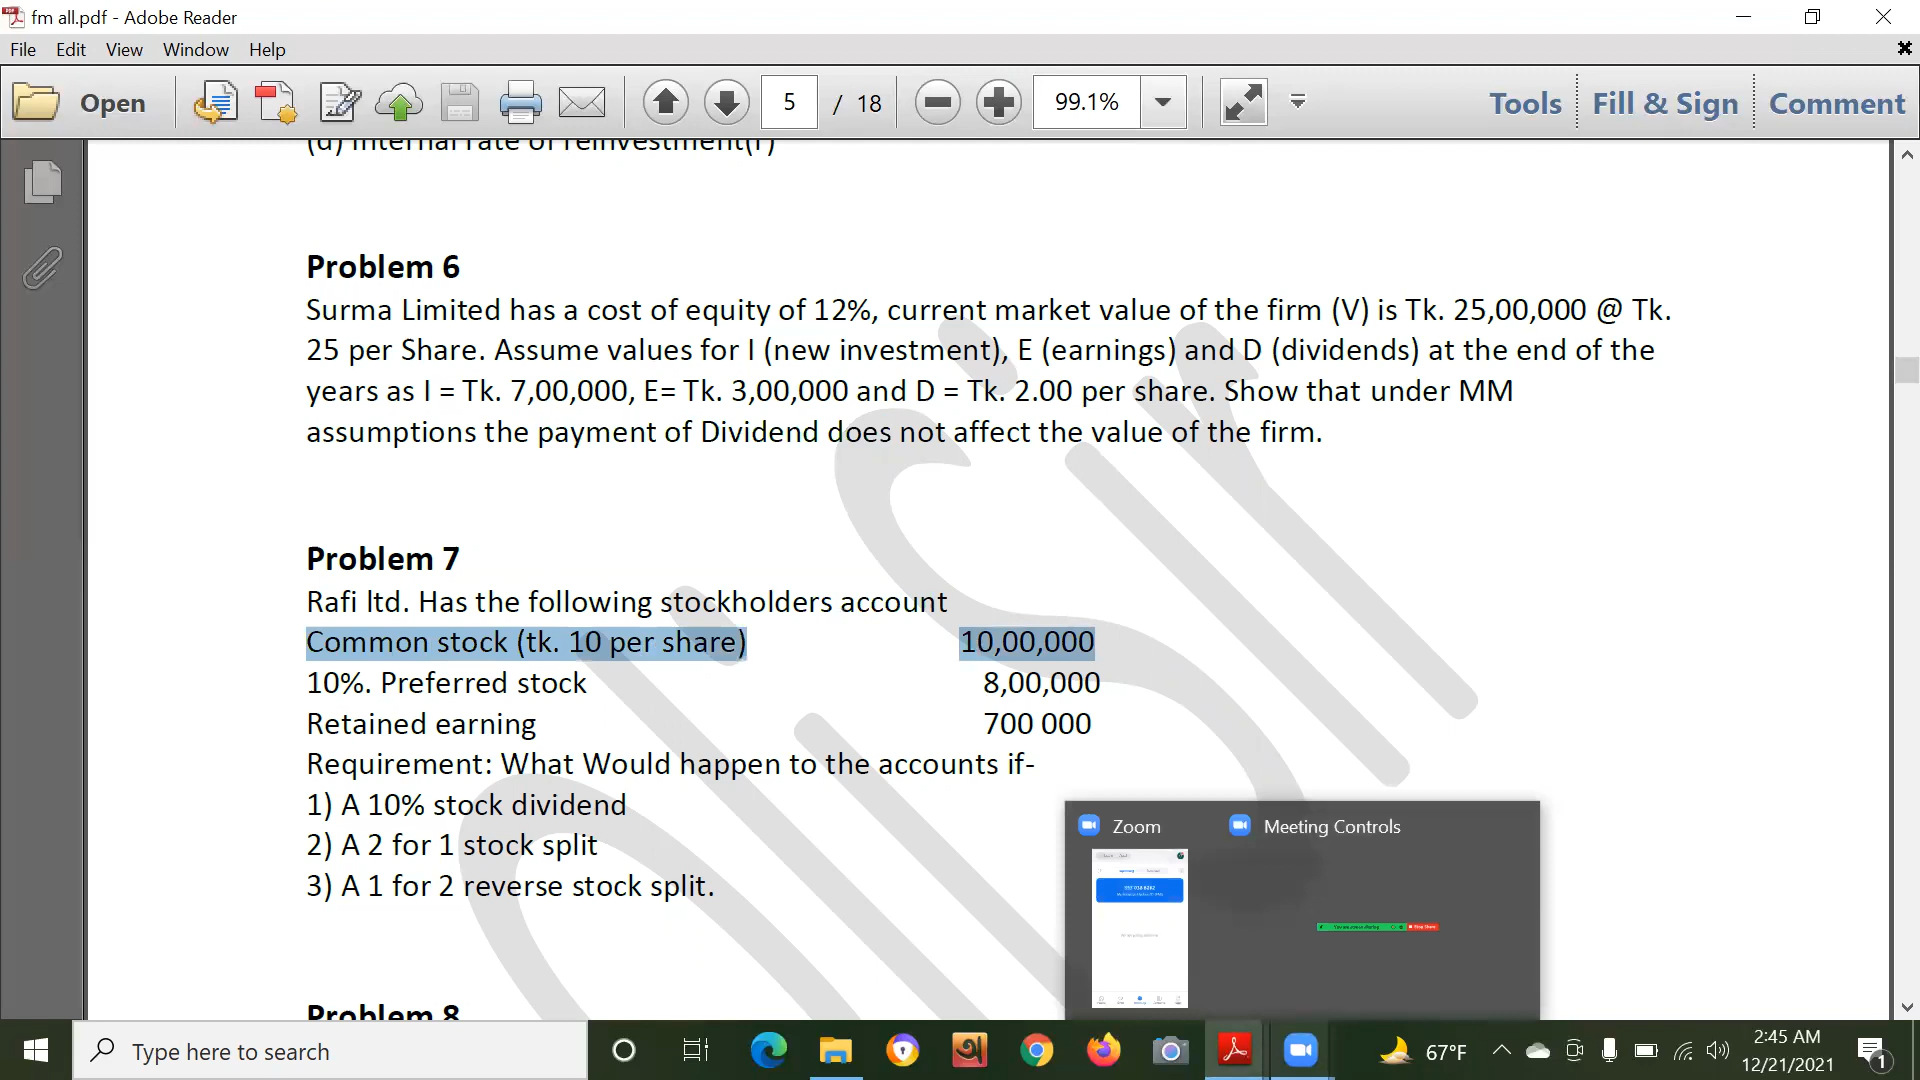 fm all.pdf - Adobe Reader
File Edit View Window Help
Open 5 / 18 99.1% Tools Fill & Sign Comment
(d) Internal rate of reinvestment(r)
Problem 6
Surma Limited has a cost of equity of 12%, current market value of the firm (V) is Tk. 25,00,000 @ Tk.
25 per Share. Assume values for I (new investment), E (earnings) and D (dividends) at the end of the
years as I = Tk. 7,00,000, E= Tk. 3,00,000 and D = Tk. 2.00 per share. Show that under MM
assumptions the payment of Dividend does not affect the value of the firm.
Problem 7
Rafi ltd. Has the following stockholders account
Common stock (tk. 10 per share) 10,00,000
10%. Preferred stock 8,00,000
Retained earning 700 000
Requirement: What Would happen to the accounts if-
1) A 10% stock dividend
2) A 2 for 1 stock split
3) A 1 for 2 reverse stock split.
Zoom Meeting Controls
Problem 8
Type here to search
67°F
2:45 AM
12/21/2021
1